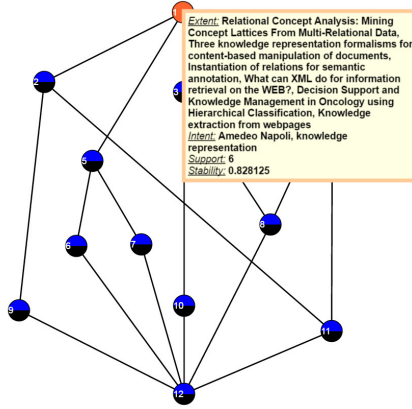 1
Extent: Relational Concept Analysis: Mining
Concept Lattices From Multi-Relational Data,
Three knowledge representation formalisms for
content-based manipulation of documents,
Instantiation of relations for semantic
annotation, What can XML do for information
retrieval on the WEB?, Decision Support and
Knowledge Management in Oncology using
Hierarchical Classification, Knowledge
extraction from webpages
Intent: Amedeo Napoli, knowledge
representation
Support: 6
Stability: 0.828125
2
3
5
8
6
7
9
10
11
12